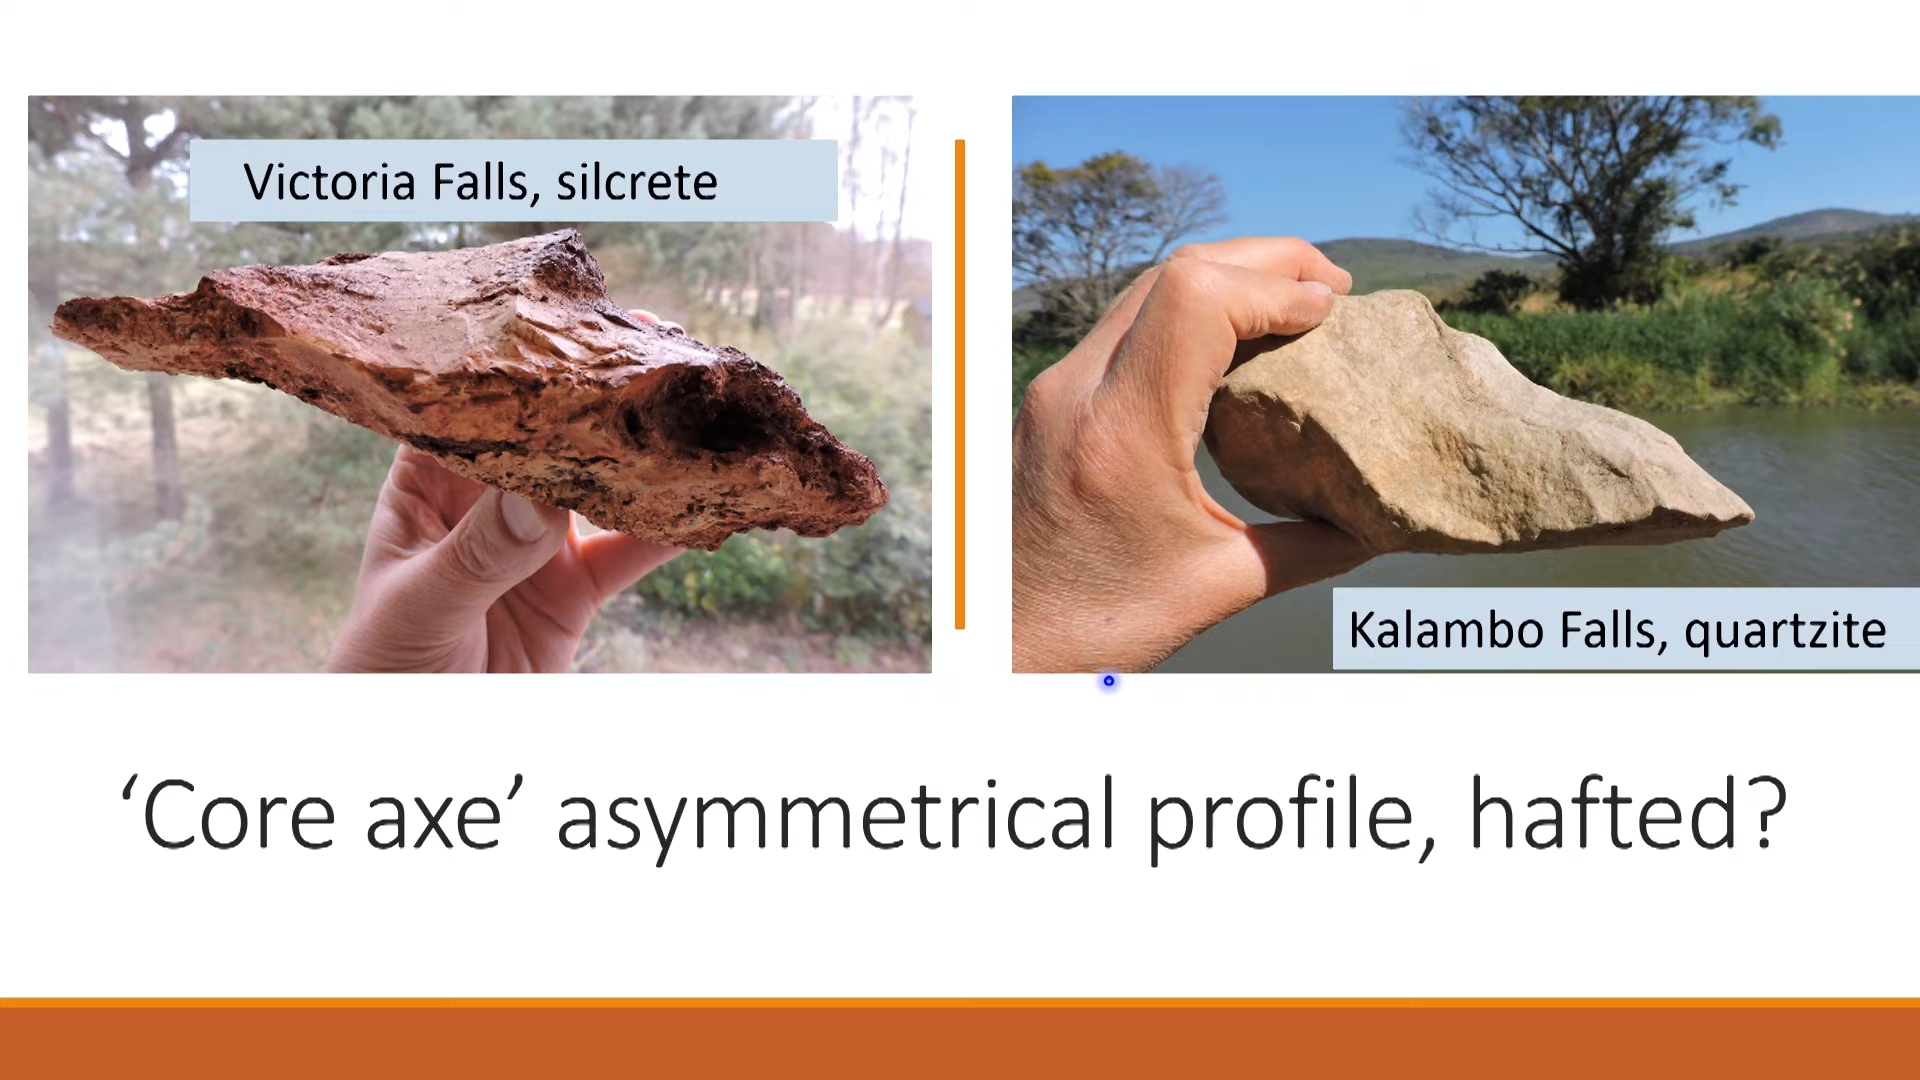 Victoria Falls, silcrete
Kalambo Falls, quartzite
‘Core axe’ asymmetrical profile, hafted?